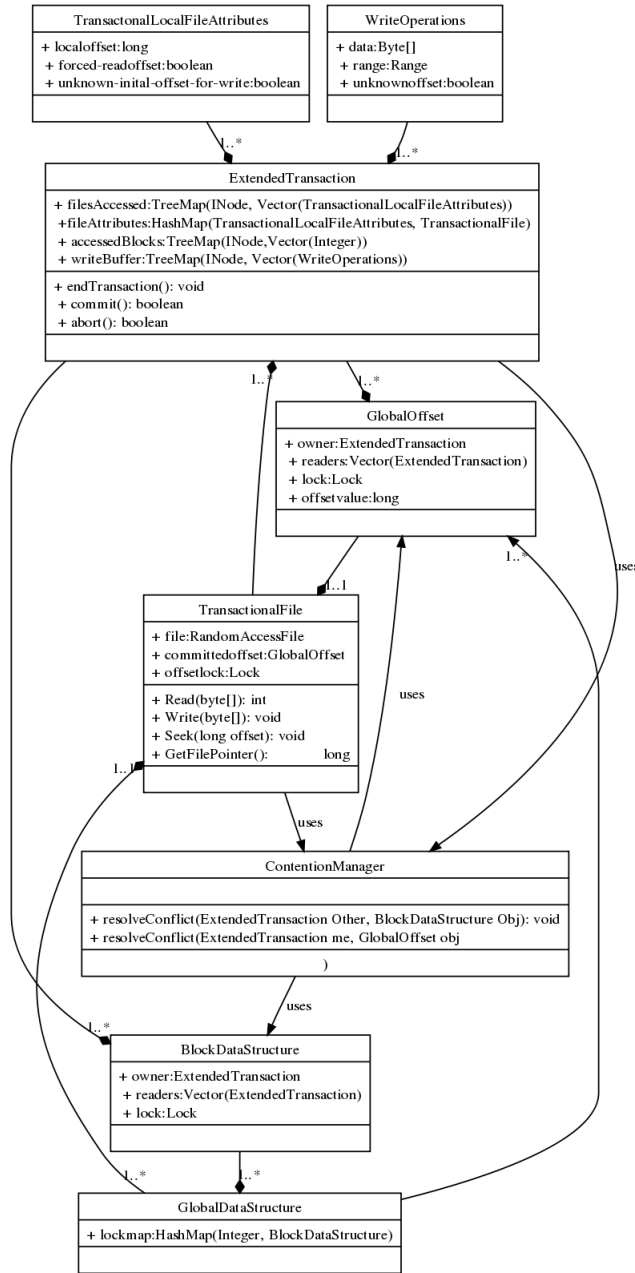 TransactonalLocalFileAttributes
+ localoffset:long
+ forced-readoffset:boolean
+ unknown-inital-offset-for-write:boolean
WriteOperations
+ data:Byte[]
+ range:Range
+ unknownoffset:boolean
1..*
1..*
ExtendedTransaction
+ filesAccessed:TreeMap(INode, Vector(TransactionalLocalFileAttributes))
+fileAttributes:HashMap(TransactionalLocalFileAttributes, TransactionalFile)
+ accessedBlocks:TreeMap(INode,Vector(Integer))
+ writeBuffer:TreeMap(INode, Vector(WriteOperations))
+ endTransaction(): void
+ commit(): boolean
+ abort(): boolean
1..*
1..*
GlobalOffset
+ owner:ExtendedTransaction
+ readers:Vector(ExtendedTransaction)
+ lock:Lock
+ offsetvalue:long
1..*
uses
1..1
TransactionalFile
+ file:RandomAccessFile
+ committedoffset:GlobalOffset
+ offsetlock:Lock
+ Read(byte[]): int
+ Write(byte[]): void
+ Seek(long offset): void
+ GetFilePointer(): long
uses
1..1
uses
ContentionManager
+ resolveConflict(ExtendedTransaction Other, BlockDataStructure Obj): void
+ resolveConflict(ExtendedTransaction me, GlobalOffset obj
)
uses
1..*
BlockDataStructure
+ owner:ExtendedTransaction
+ readers:Vector(ExtendedTransaction)
+ lock:Lock
1..*
1..*
GlobalDataStructure
+ lockmap:HashMap(Integer, BlockDataStructure)